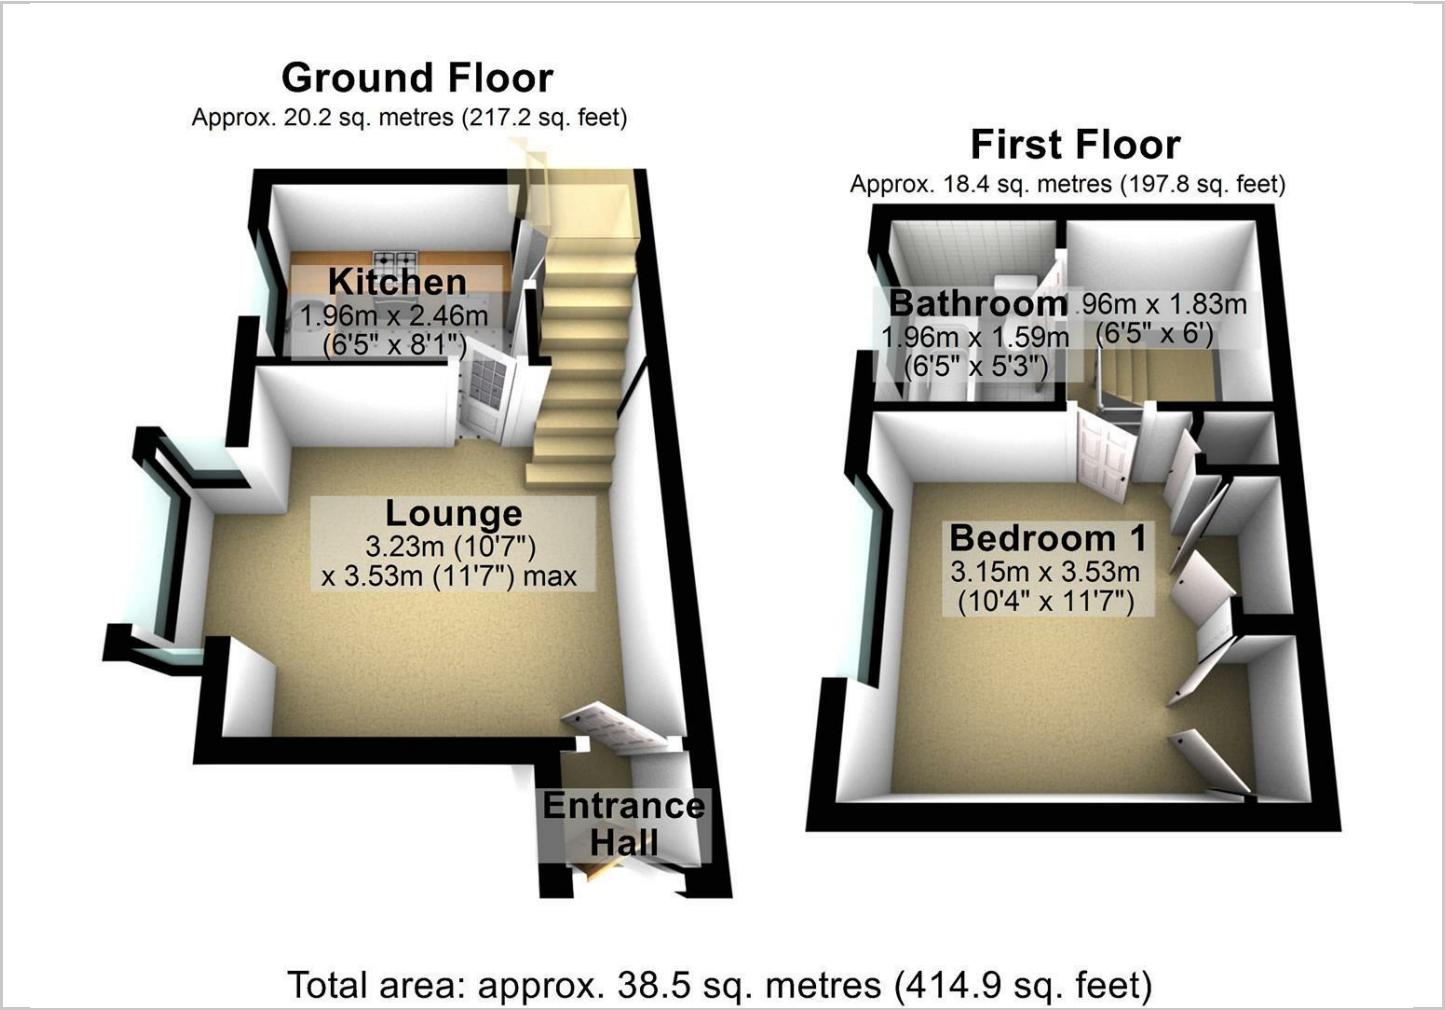 Ground Floor
Approx. 20.2 sq. metres (217.2 sq. feet)
Kitchen
1.96m x 2.46m
(6'5" x 8'1")
Lounge
3.23m (10'7")
x 3.53m (11'7") max
Entrance
Hall
First Floor
Approx. 18.4 sq. metres (197.8 sq. feet)
Bathroom
1.96m x 1.59m
(6'5" x 5'3")
.96m x 1.83m
(6'5" x 6')
Bedroom 1
3.15m x 3.53m
(10'4" x 11'7")
Total area: approx. 38.5 sq. metres (414.9 sq. feet)